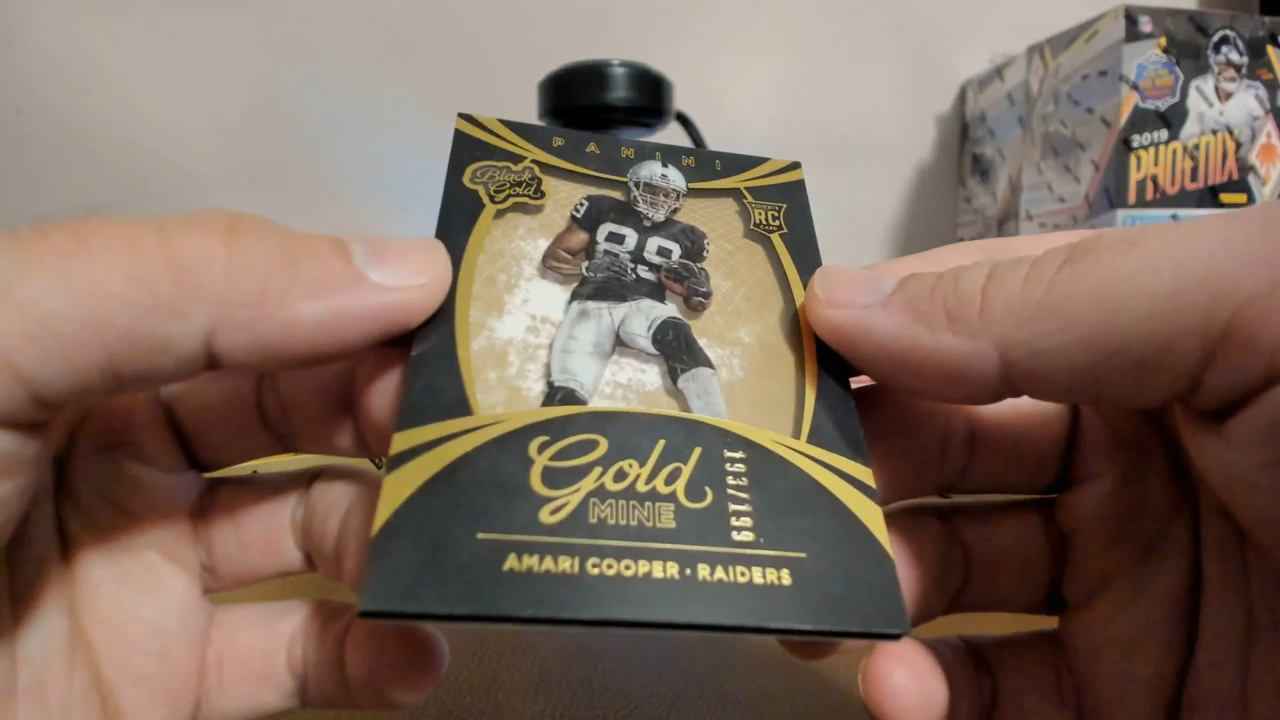 PANINI
Black
Gold
ROOKIE
RC
CARD
89
Gold
MINE
193/199
AMARI COOPER · RAIDERS
2019
PHOENIX